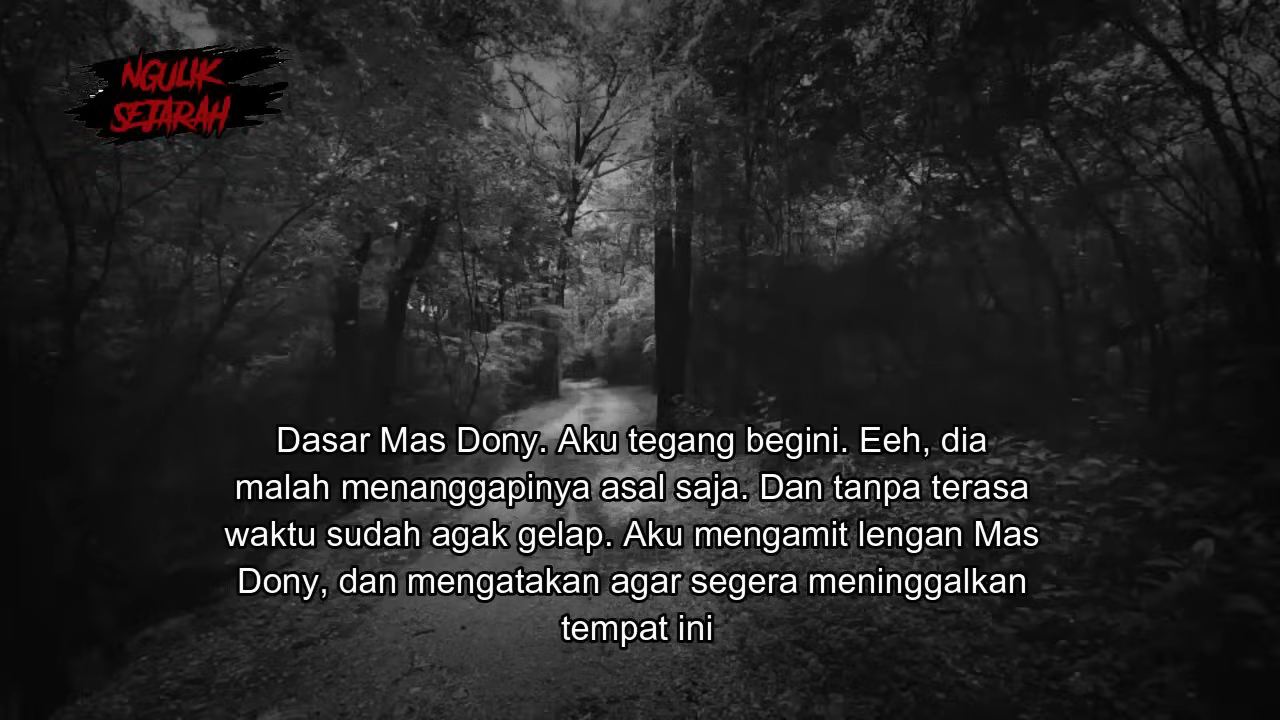 NGULIK
SEJARAH
Dasar Mas Dony. Aku tegang begini. Eeh, dia
malah menanggapinya asal saja. Dan tanpa terasa
waktu sudah agak gelap. Aku mengamit lengan Mas
Dony, dan mengatakan agar segera meninggalkan
tempat ini